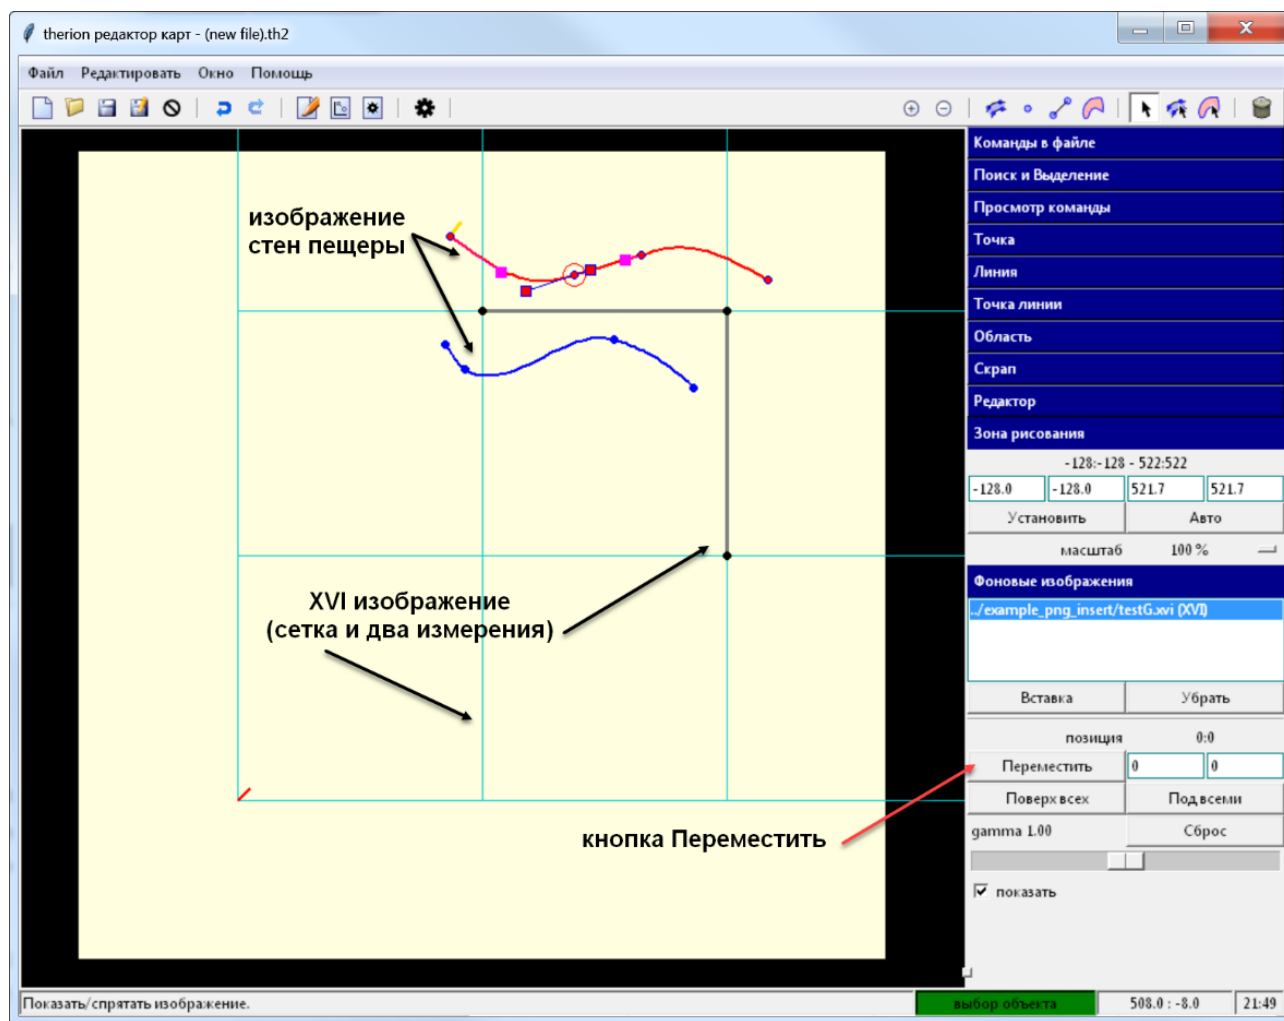 therion редактор карт - (new file).th2
Файл Редактировать Окно Помощь
изображение
стен пещеры
XVI изображение
(сетка и два измерения)
кнопка Переместить
Команды в файле
Поиск и Выделение
Просмотр команды
Точка
Линия
Точка линии
Область
Скрап
Редактор
Зона рисования
-128:-128 - 522:522
-128.0 -128.0 521.7 521.7
Установить Авто
масштаб 100 %
Фоновые изображения
../example_png_insert/testG.xvi (XVI)
Вставка Убрать
позиция 0:0
Переместить 0 0
Поверх всех Под всеми
gamma 1.00 Сброс
показать
Показать/спрятать изображение. выбор объекта 508.0 : -8.0 21:49